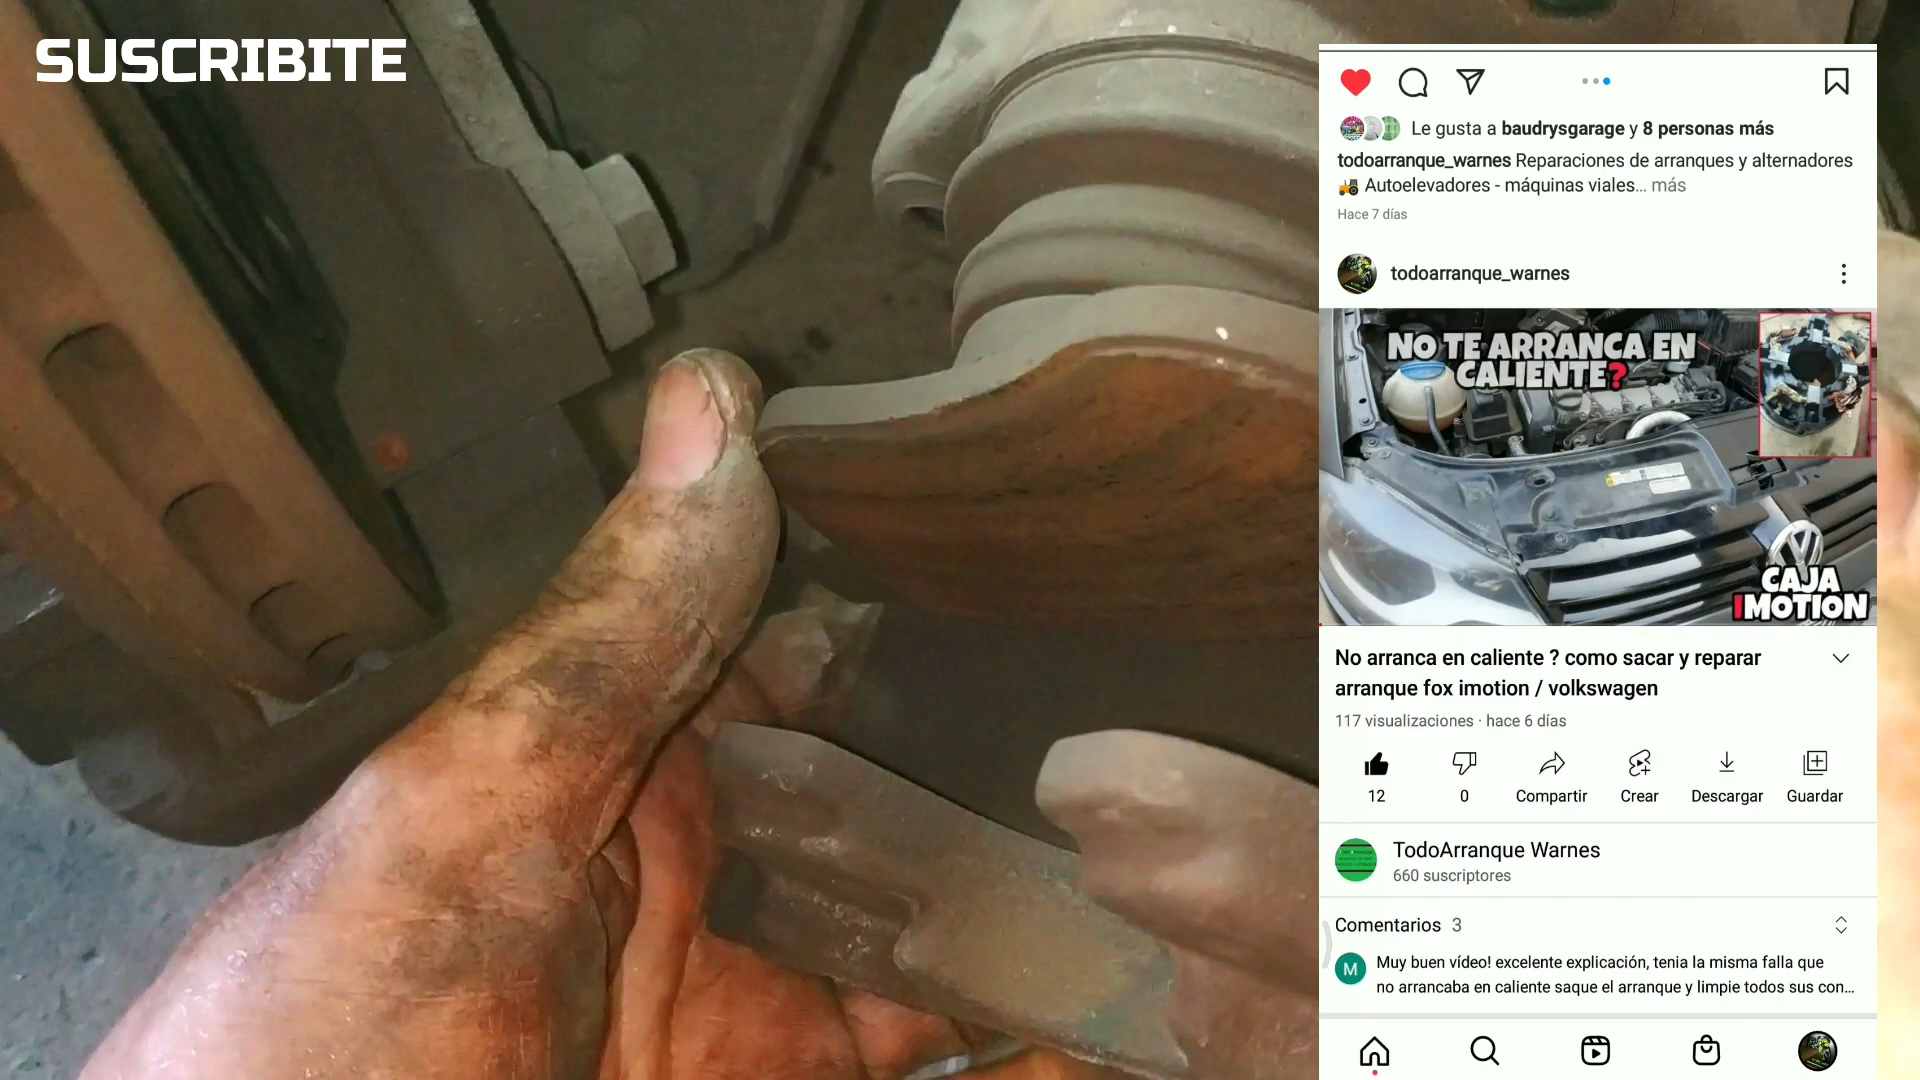 SUSCRIBITE
Le gusta a baudrysgarage y 8 personas más
todoarranque_warnes Reparaciones de arranques y alternadores
🚜 Autoelevadores - máquinas viales... más
Hace 7 días
todoarranque_warnes
NO TE ARRANCA EN
CALIENTE?
CAJA
IMOTION
No arranca en caliente ? como sacar y reparar
arranque fox imotion / volkswagen
117 visualizaciones · hace 6 días
12
0
Compartir
Crear
Descargar
Guardar
TodoArranque Warnes
660 suscriptores
Comentarios 3
M
Muy buen vídeo! excelente explicación, tenia la misma falla que
no arrancaba en caliente saque el arranque y limpie todos sus con...